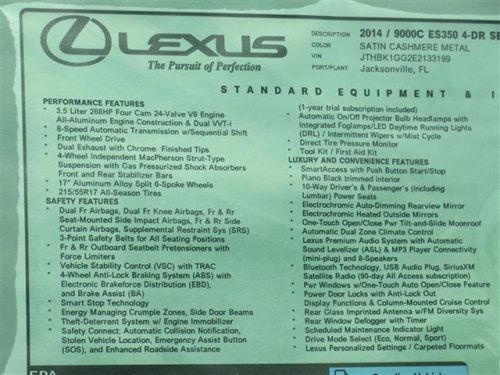 LEXUS
The Pursuit of Perfection
DESCRIPTION 2014 / 9000C ES350 4-DR SE
COLOR SATIN CASHMERE METAL
VIN JTHBK1GG2E2133199
PORT/PLANT Jacksonville, FL
STANDARD EQUIPMENT & I
PERFORMANCE FEATURES
* 3.5 Liter 268HP Four Cam 24-Valve V6 Engine
All-Aluminum Engine Construction & Dual VVT-i
* 6-Speed Automatic Transmission w/Sequential Shift
* Front Wheel Drive
* Dual Exhaust with Chrome Finished Tips
* 4-Wheel Independent MacPherson Strut-Type
Suspension with Gas Pressurized Shock Absorbers
Front and Rear Stabilizer Bars
* 17" Aluminum Alloy Split 8-Spoke Wheels
* 215/55R17 All-Season Tires
SAFETY FEATURES
* Dual Fr Airbags, Dual Fr Knee Airbags, Fr & Rr
Seat-Mounted Side Impact Airbags, Fr & Rr Side
Curtain Airbags, Supplemental Restraint Sys (SRS)
* 3-Point Safety Belts for All Seating Positions
* Fr & Rr Outboard Seatbelt Pretensioners with
Force Limiters
* Vehicle Stability Control (VSC) with TRAC
* 4-Wheel Anti-Lock Braking System (ABS) with
Electronic Brakeforce Distribution (EBD),
and Brake Assist (BA)
* Smart Stop Technology
* Energy Managing Crumple Zones, Side Door Beams
* Theft-Deterrent System w/ Engine Immobilizer
* Safety Connect: Automatic Collision Notification,
Stolen Vehicle Location, Emergency Assist Button
(SOS), and Enhanced Roadside Assistance
(1-year trial subscription included)
* Automatic On/Off Projector Bulb Headlamps with
Integrated Foglamps/LED Daytime Running Lights
(DRL) / Intermittent Wipers w/Mist Cycle
* Direct Tire Pressure Monitor
* Tool Kit / First Aid Kit
LUXURY AND CONVENIENCE FEATURES
* SmartAccess with Push Button Start/Stop
* Piano Black trimmed Interior
* 10-Way Driver's & Passenger's (including
Lumbar) Power Seats
* Electrochromic Auto-Dimming Rearview Mirror
* Electrochromic Heated Outside Mirrors
* One-Touch Open/Close Pwr Tilt-and-Slide Moonroof
* Automatic Dual Zone Climate Control
* Lexus Premium Audio System with Automatic
Sound Levelizer (ASL) & MP3 Player Connectivity
(mini-plug) and 8-Speakers
* Bluetooth Technology, USB Audio Plug, SiriusXM
Satellite Radio (90-day All Access subscription)
* Pwr Windows w/One-Touch Auto Open/Close Feature
* Power Door Locks with Anti-Lock Out
* Display Functions & Column-Mounted Cruise Control
* Rear Glass Imprinted Antenna w/FM Diversity Sys
* Rear Window Defogger with Timer
* Scheduled Maintenance Indicator Light
* Drive Mode Select (Eco, Normal, Sport)
* Lexus Personalized Settings / Carpeted Floormats
EPA